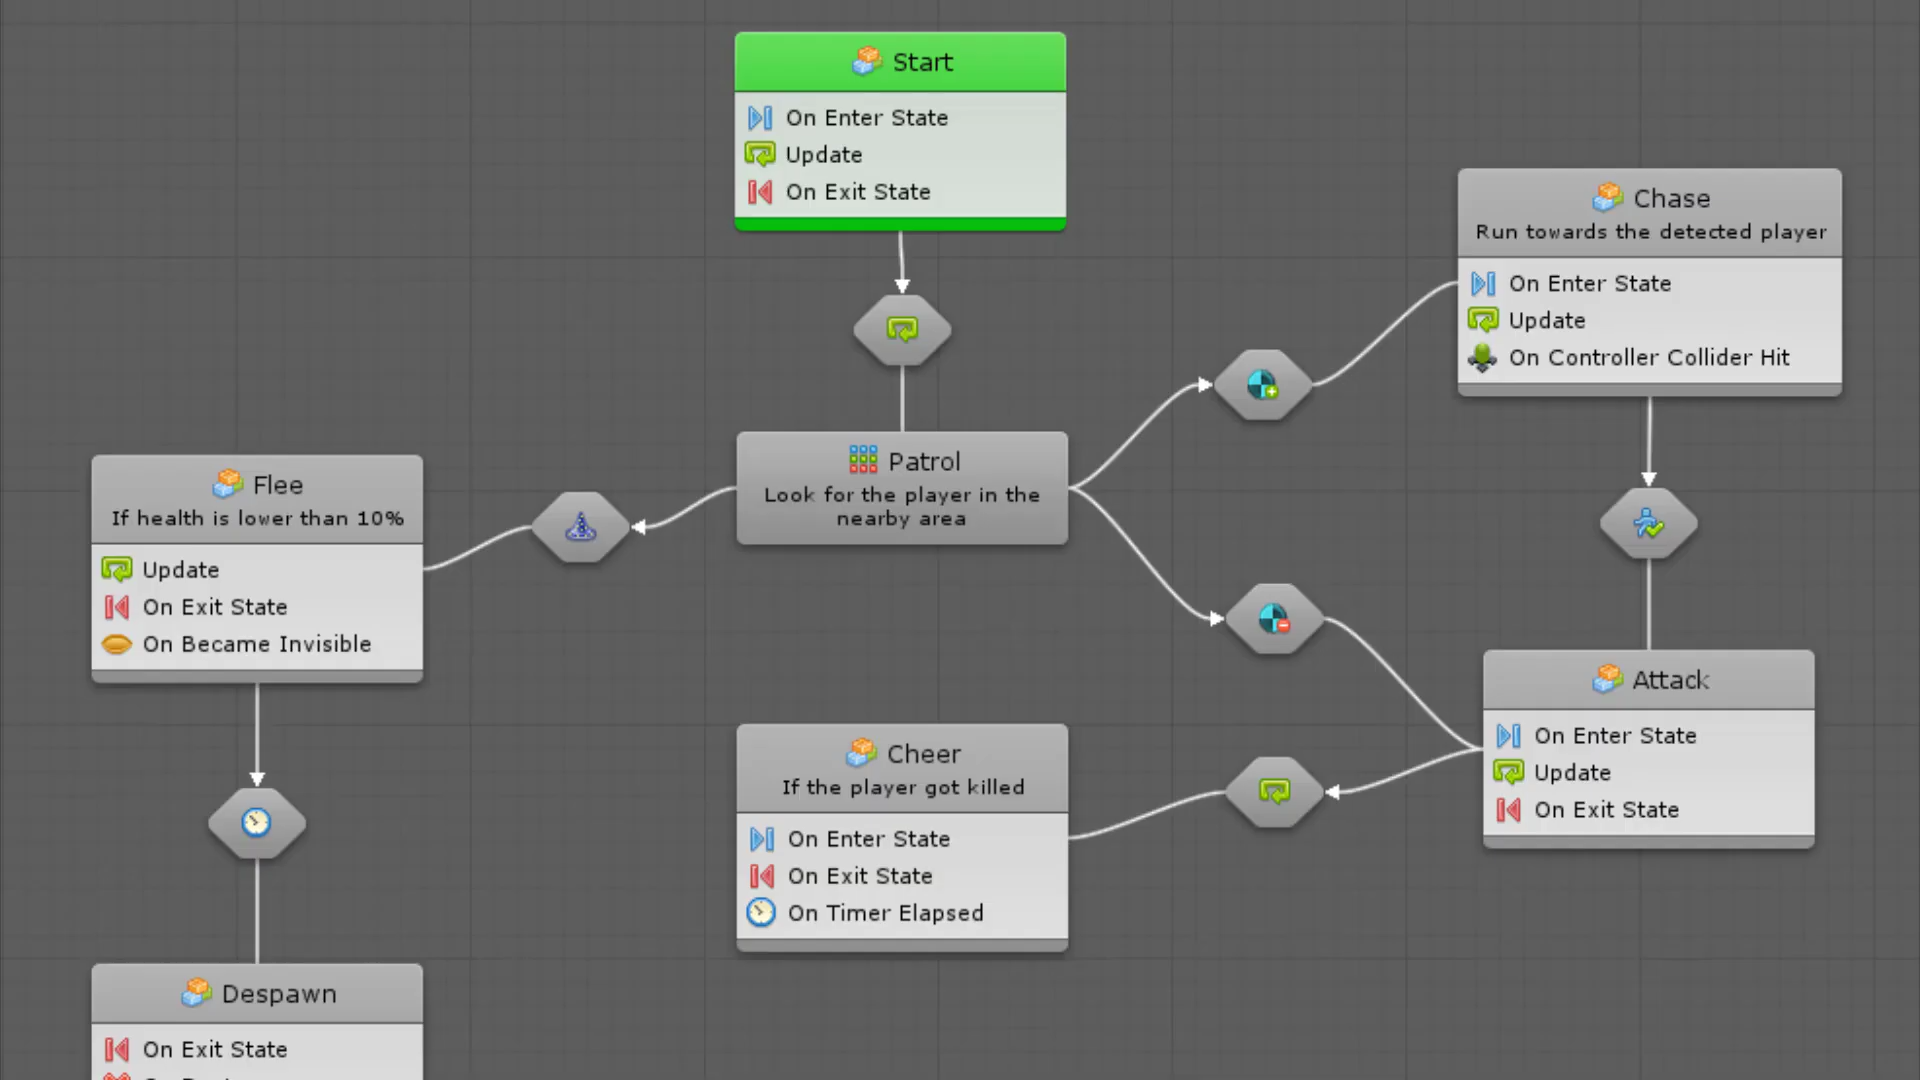 Start
On Enter State
Update
On Exit State
Chase
Run towards the detected player
On Enter State
Update
On Controller Collider Hit
Patrol
Look for the player in the
nearby area
Flee
If health is lower than 10%
Update
On Exit State
On Became Invisible
Attack
On Enter State
Update
On Exit State
Cheer
If the player got killed
On Enter State
On Exit State
On Timer Elapsed
Despawn
On Exit State